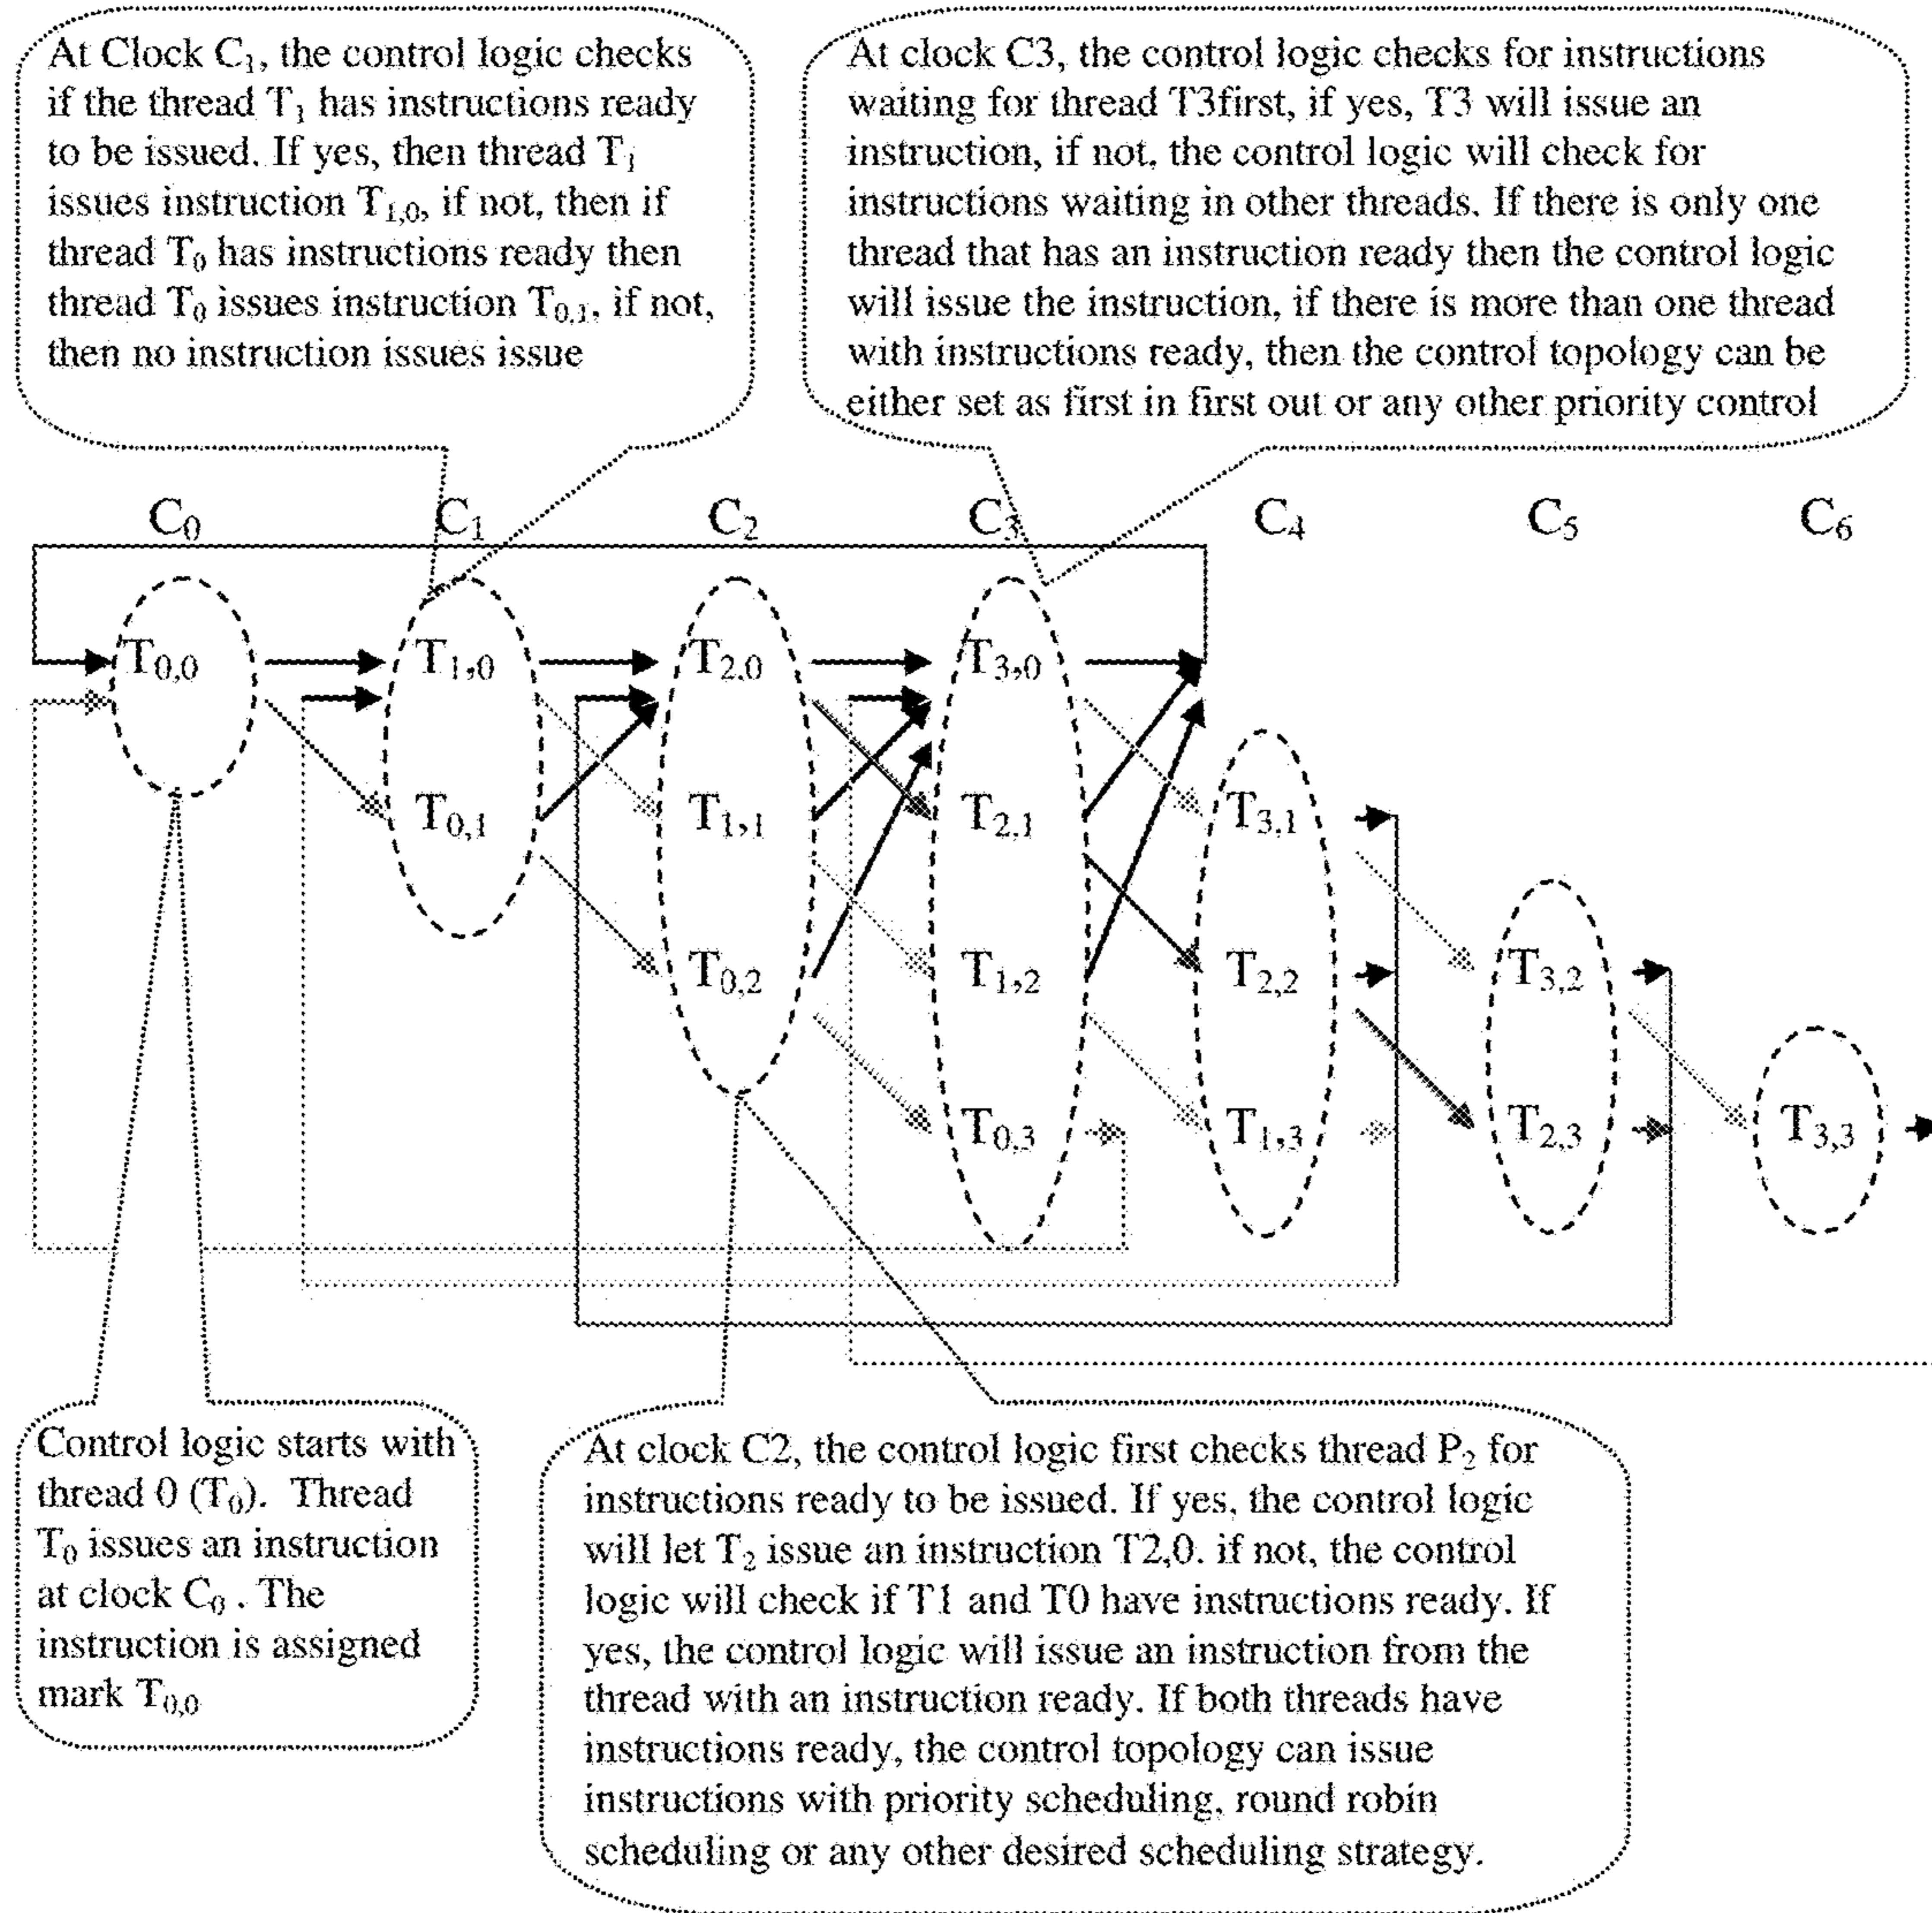 At Clock C₁, the control logic checks
if the thread T₁ has instructions ready
to be issued. If yes, then thread T₁
issues instruction T₁,₀, if not, then if
thread T₀ has instructions ready then
thread T₀ issues instruction T₀,₁, if not,
then no instruction issues issue
At clock C3, the control logic checks for instructions
waiting for thread T3first, if yes, T3 will issue an
instruction, if not, the control logic will check for
instructions waiting in other threads. If there is only one
thread that has an instruction ready then the control logic
will issue the instruction, if there is more than one thread
with instructions ready, then the control topology can be
either set as first in first out or any other priority control
C₀ C₁ C₂ C₃ C₄ C₅ C₆
T₀,₀ T₁,₀ T₂,₀ T₃,₀
T₀,₁ T₁,₁ T₂,₁ T₃,₁
T₀,₂ T₁,₂ T₂,₂ T₃,₂
T₀,₃ T₁,₃ T₂,₃ T₃,₃
Control logic starts with
thread 0 (T₀). Thread
T₀ issues an instruction
at clock C₀ . The
instruction is assigned
mark T₀,₀
At clock C2, the control logic first checks thread P₂ for
instructions ready to be issued. If yes, the control logic
will let T₂ issue an instruction T2,0. if not, the control
logic will check if T1 and T0 have instructions ready. If
yes, the control logic will issue an instruction from the
thread with an instruction ready. If both threads have
instructions ready, the control topology can issue
instructions with priority scheduling, round robin
scheduling or any other desired scheduling strategy.